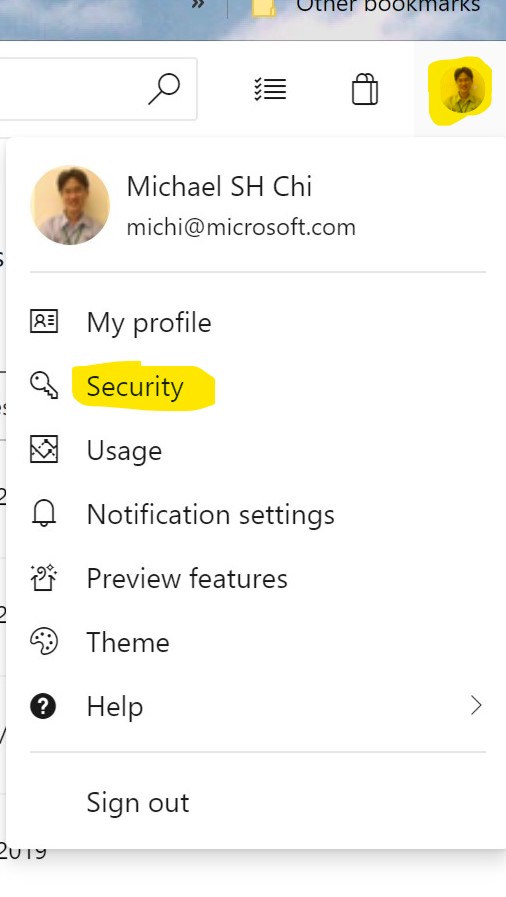 »
Other bookmarks
Michael SH Chi
michi@microsoft.com
My profile
Security
Usage
Notification settings
Preview features
Theme
Help
Sign out
2019